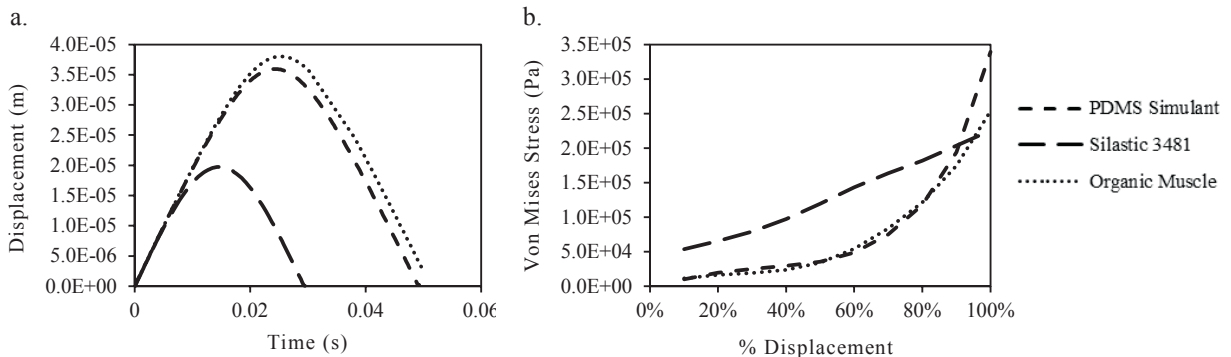 a.
4.0E-05
3.5E-05
3.0E-05
2.5E-05
2.0E-05
1.5E-05
1.0E-05
5.0E-06
0.0E+00
Displacement (m)
0
0.02
0.04
0.06
Time (s)
b.
3.5E+05
3.0E+05
2.5E+05
2.0E+05
1.5E+05
1.0E+05
5.0E+04
0.0E+00
Von Mises Stress (Pa)
0%
20%
40%
60%
80%
100%
% Displacement
PDMS Simulant
Silastic 3481
Organic Muscle